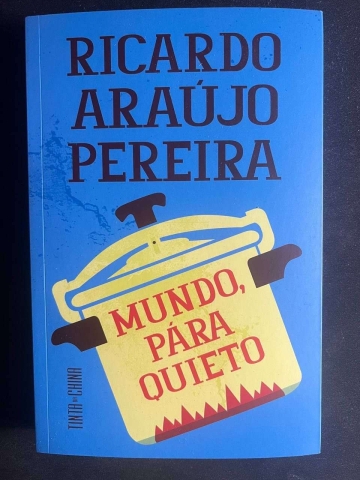 RICARDO
ARAÚJO
PEREIRA
MUNDO,
PÁRA
QUIETO
TINTA DA CHINA